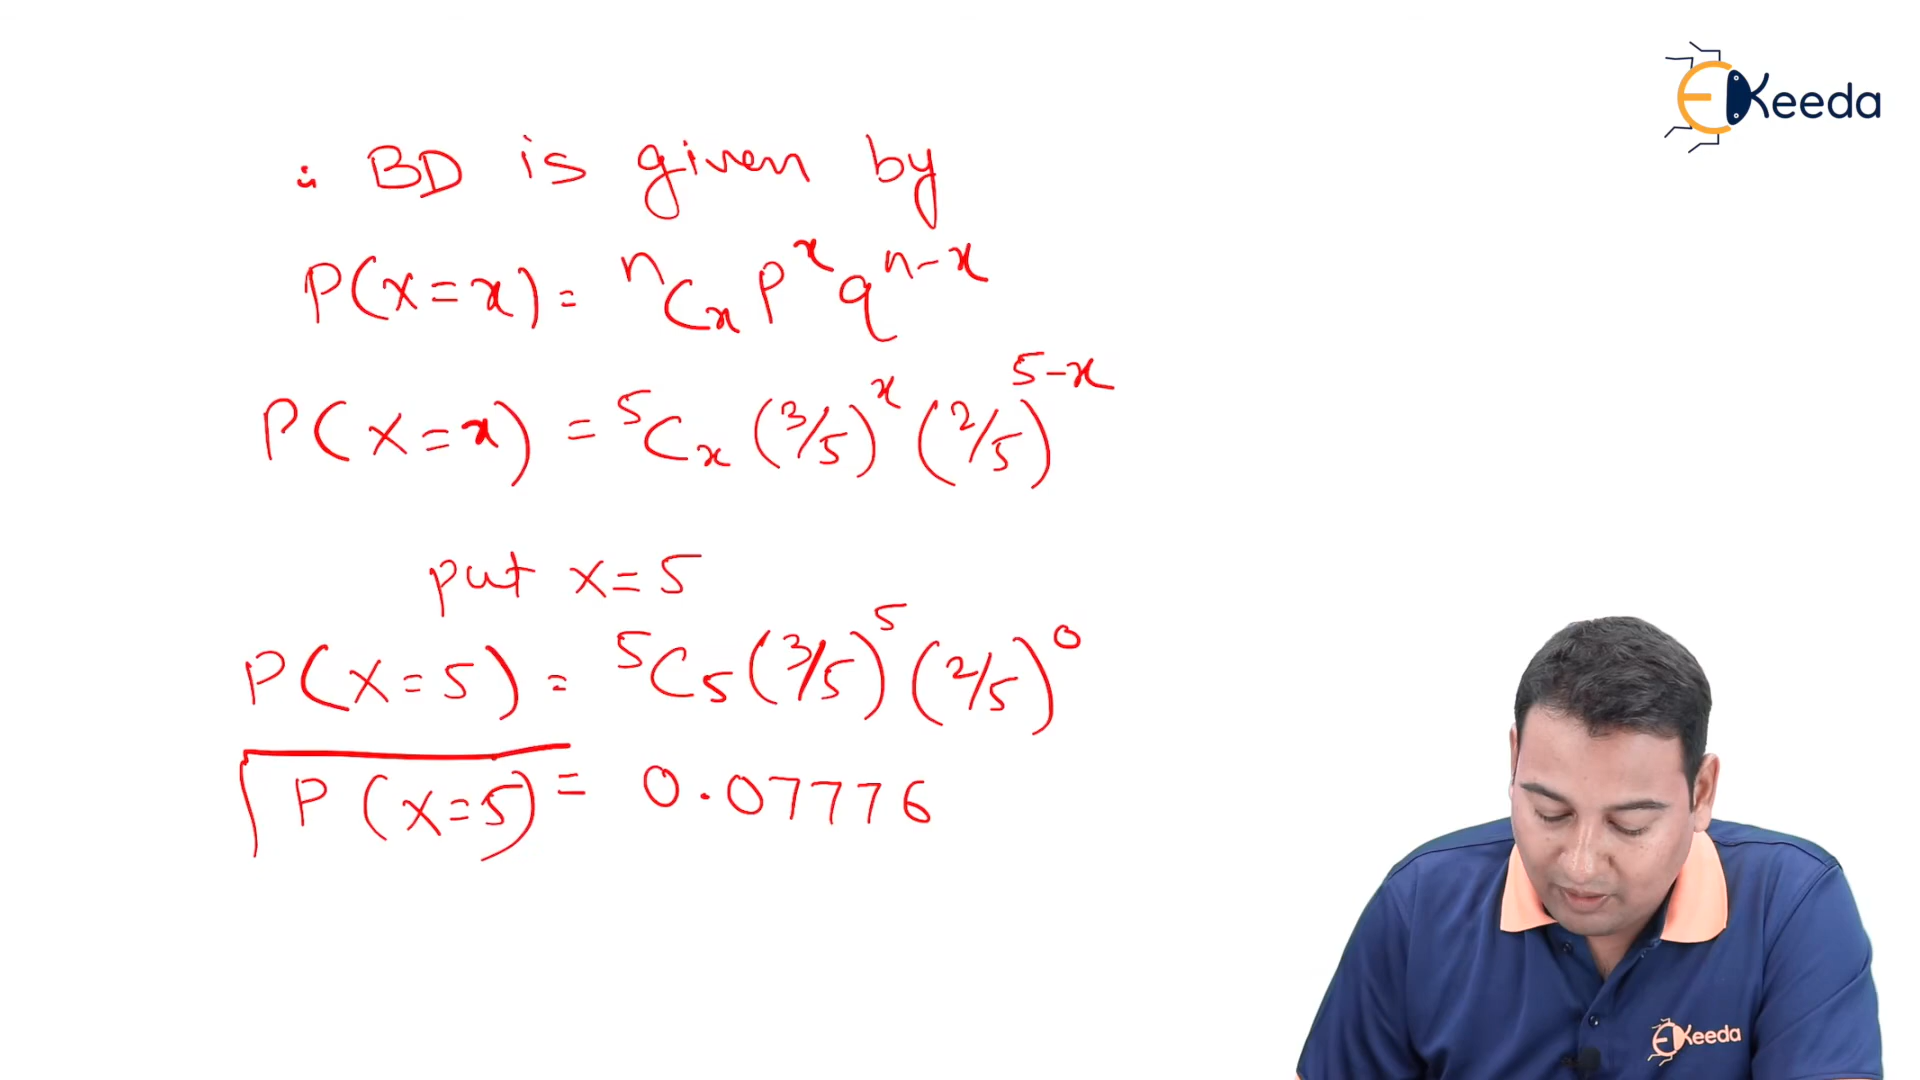 EKeeda
∴ BD is given by
P(X=x) = ⁿCₓ pˣ qⁿ⁻ˣ
P(X=x) = ⁵Cₓ (3/5)ˣ (2/5)⁵⁻ˣ
put x=5
P(X=5) = ⁵C₅ (3/5)⁵ (2/5)⁰
P(X=5) = 0.07776
EKeeda